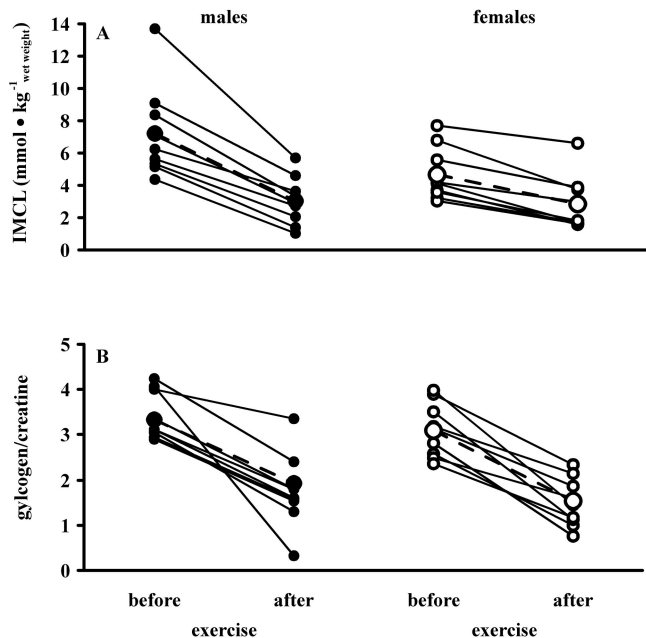 males females
14
A
12
10
8
6
4
2
0
IMCL (mmol • kg-1 wet weight)
5
B
4
3
2
1
0
gylcogen/creatine
before after before after
exercise exercise